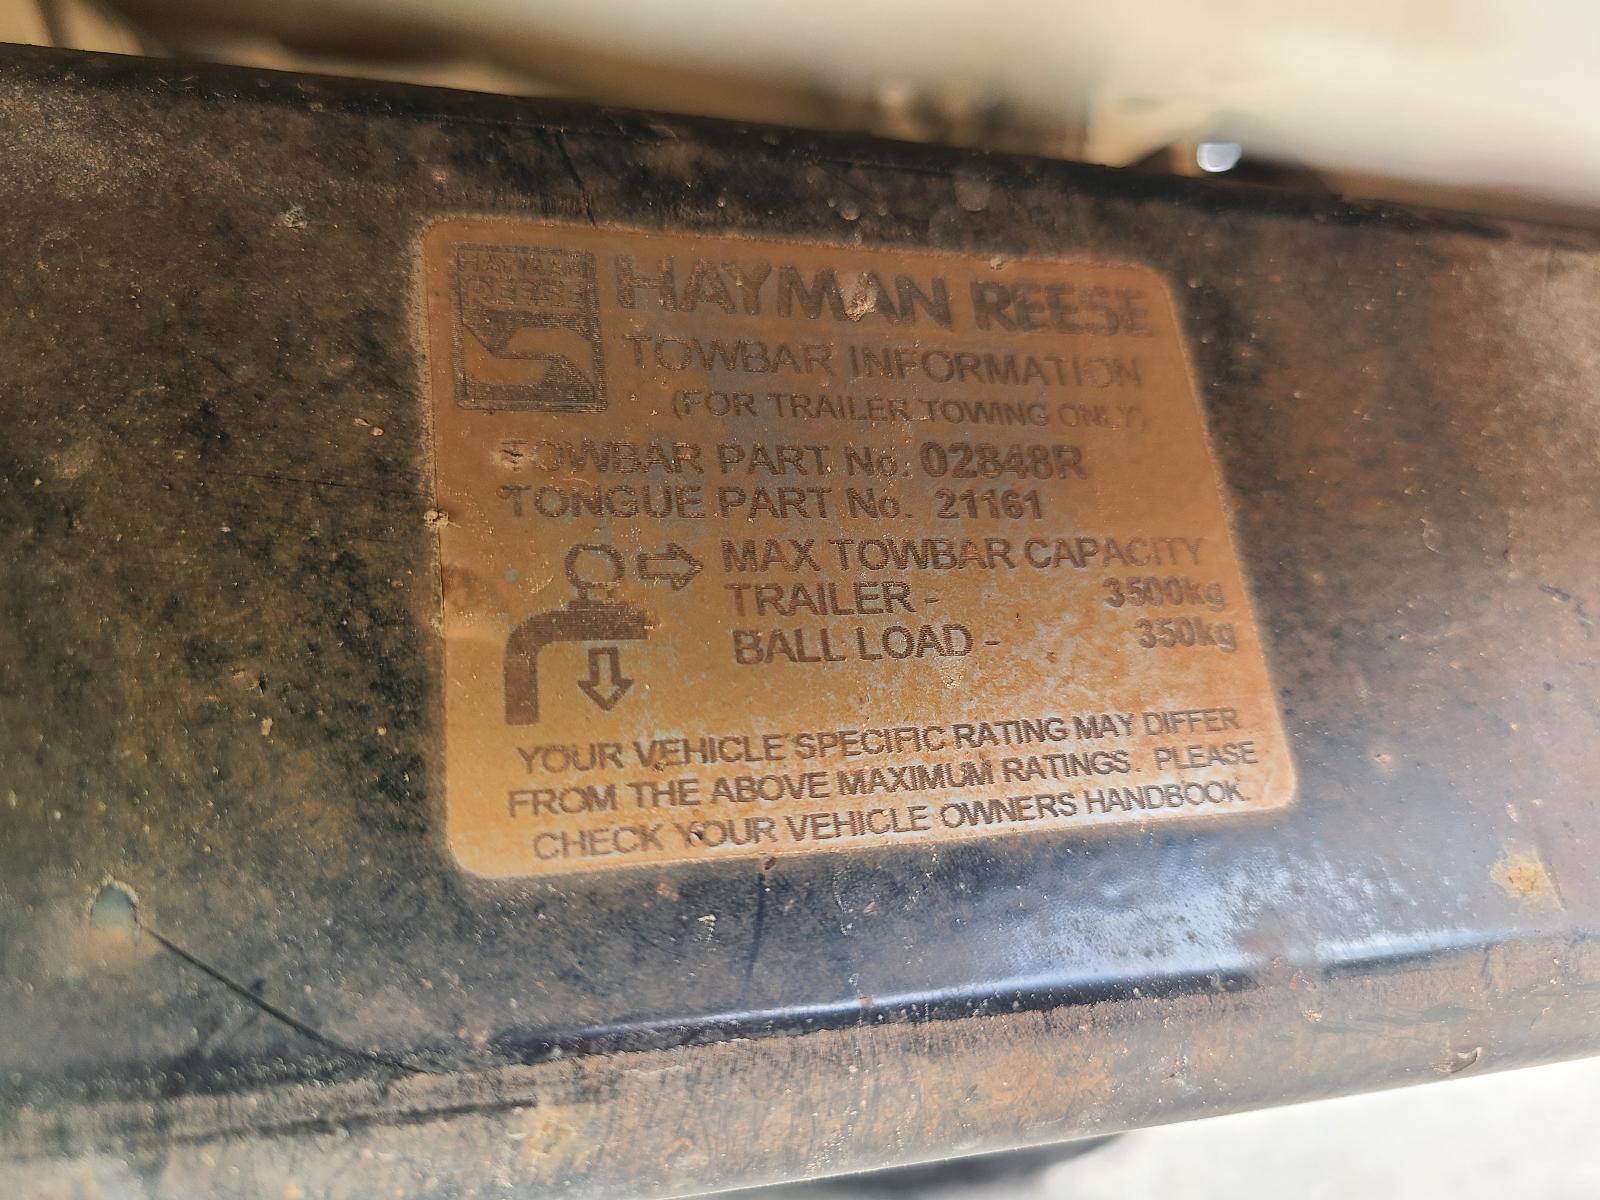 HAYMAN
REESE
HAYMAN REESE
TOWBAR INFORMATION
(FOR TRAILER TOWING ONLY)
TOWBAR PART No. 02848R
TONGUE PART No. 21161
MAX TOWBAR CAPACITY
TRAILER - 3500kg
BALL LOAD - 350kg
YOUR VEHICLE SPECIFIC RATING MAY DIFFER
FROM THE ABOVE MAXIMUM RATINGS. PLEASE
CHECK YOUR VEHICLE OWNERS HANDBOOK.